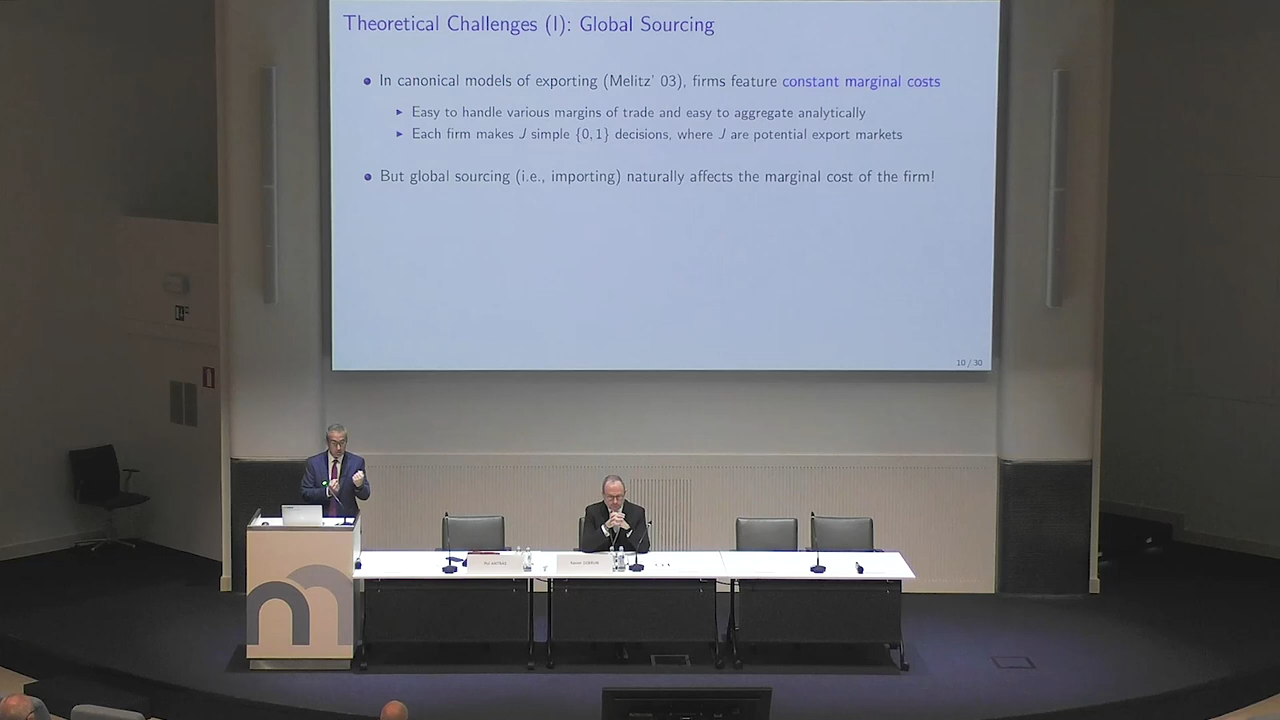 Theoretical Challenges (I): Global Sourcing
• In canonical models of exporting (Melitz' 03), firms feature constant marginal costs
▶ Easy to handle various margins of trade and easy to aggregate analytically
▶ Each firm makes J simple {0, 1} decisions, where J are potential export markets
• But global sourcing (i.e., importing) naturally affects the marginal cost of the firm!
10 / 30
Pol ANTRÀS